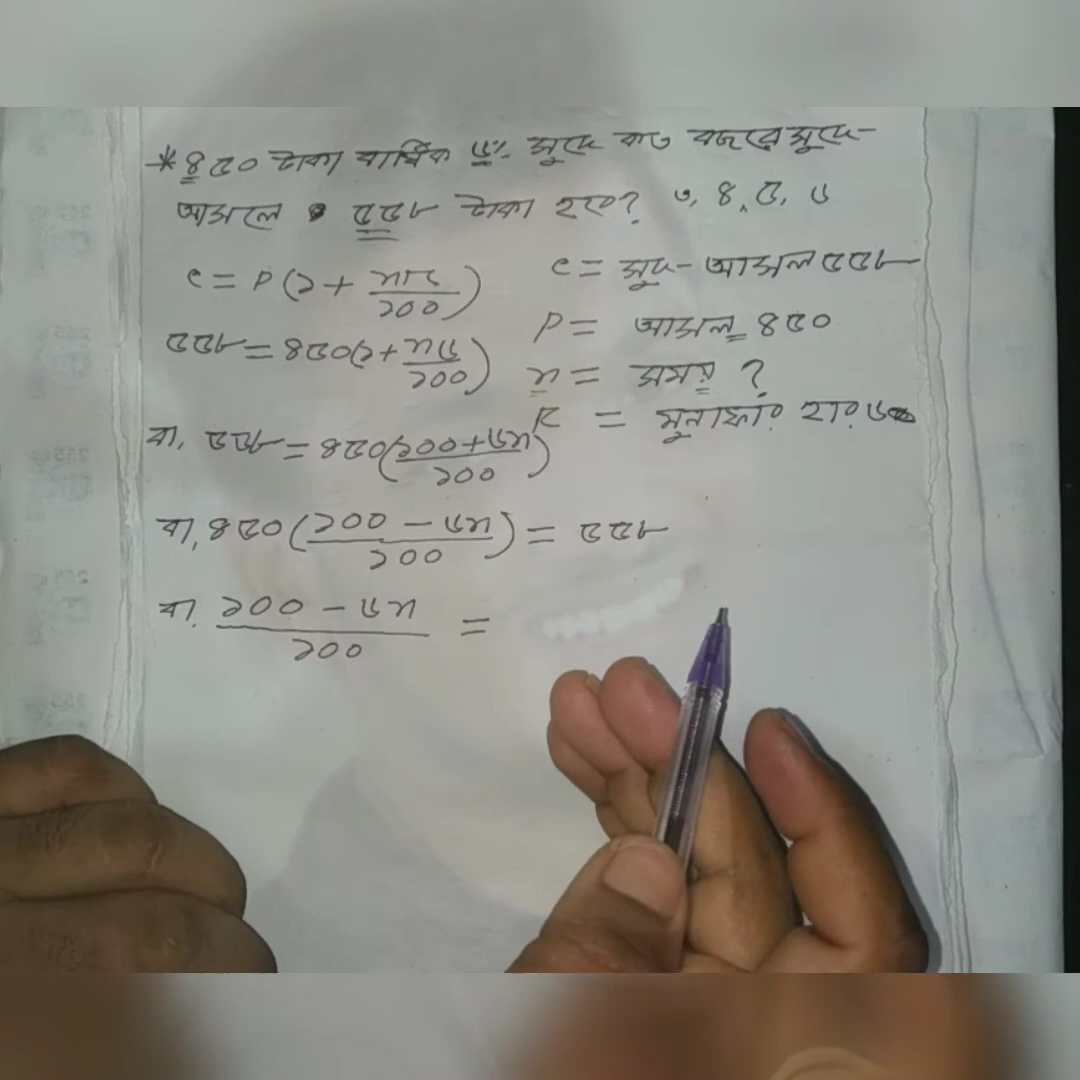 * ৪৫০ টাকা বার্ষিক ৬% সুদে কত বছরে সুদে-
আসলে ৫৫৮ টাকা হবে? ৩, ৪, ৫, ৬
c = p(১ + nr/১০০)
c = সুদ-আসল ৫৫৮
৫৫৮ = ৪৫০(১ + ৬n/১০০)
p = আসল = ৪৫০
n = সময় ?
r = মুনাফার হার ৬
বা, ৫৫৮ = ৪৫০(১০০+৬n/১০০)
বা, ৪৫০(১০০ - ৬n/১০০) = ৫৫৮
বা, ১০০ - ৬n/১০০ =